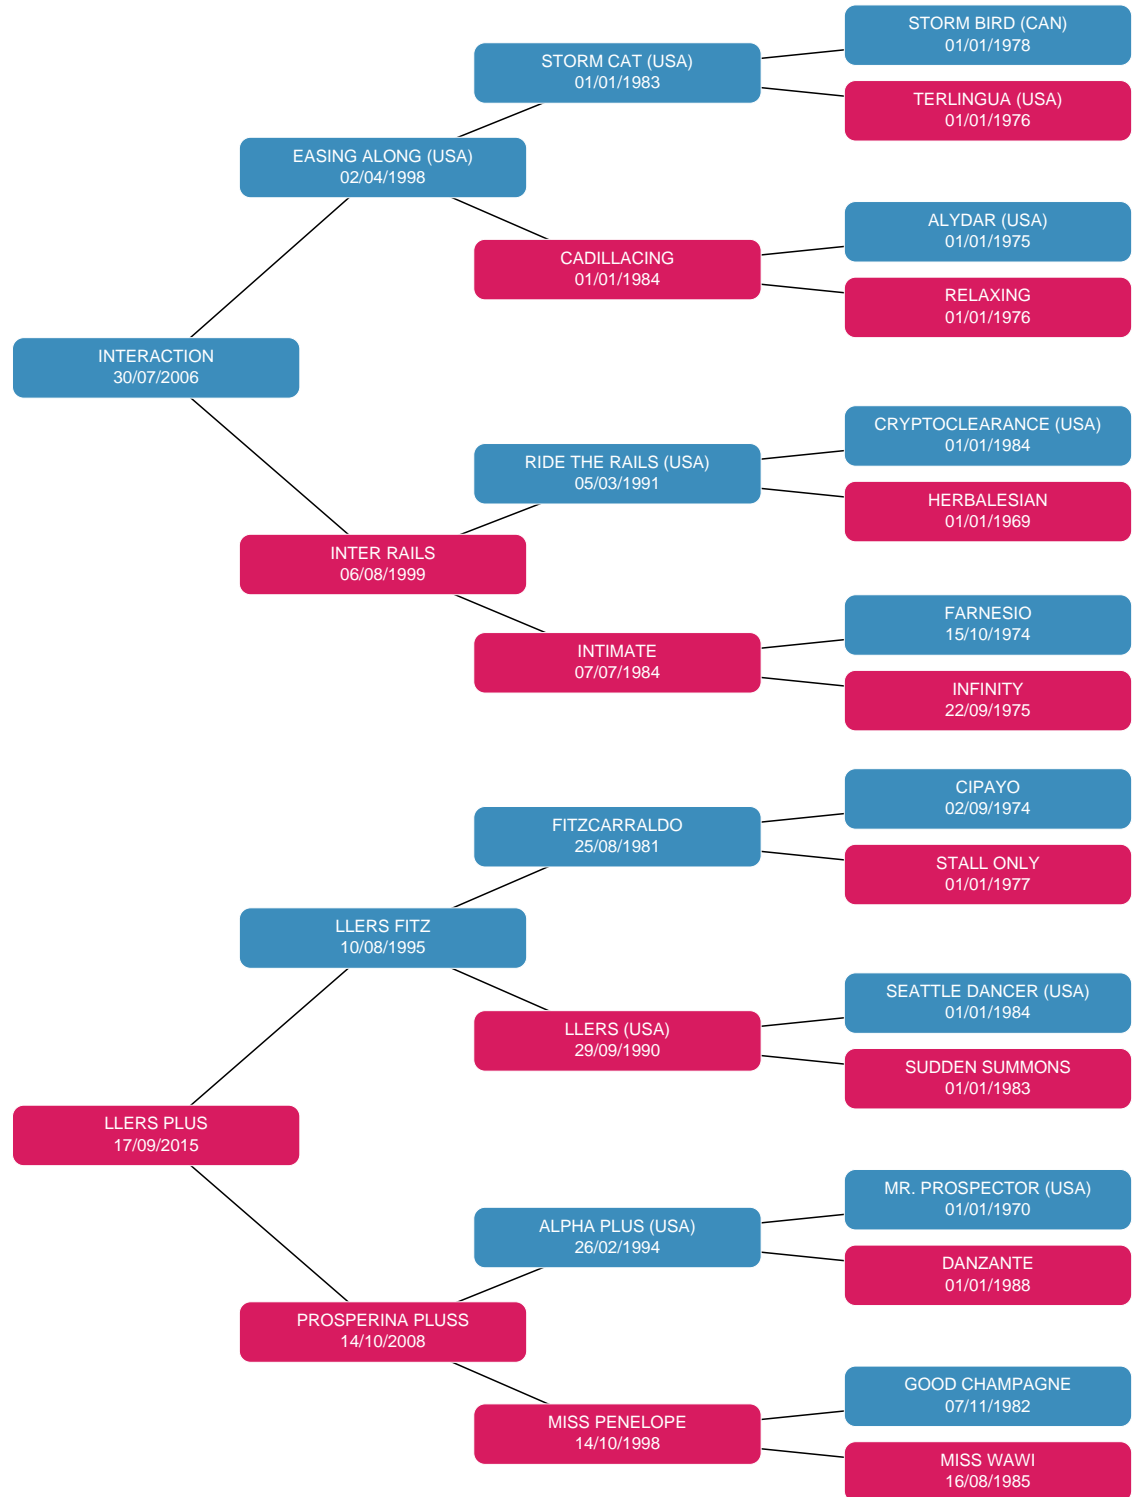 STORM BIRD (CAN)
01/01/1978
STORM CAT (USA)
01/01/1983
TERLINGUA (USA)
01/01/1976
EASING ALONG (USA)
02/04/1998
ALYDAR (USA)
01/01/1975
CADILLACING
01/01/1984
RELAXING
01/01/1976
INTERACTION
30/07/2006
CRYPTOCLEARANCE (USA)
01/01/1984
RIDE THE RAILS (USA)
05/03/1991
HERBALESIAN
01/01/1969
INTER RAILS
06/08/1999
FARNESIO
15/10/1974
INTIMATE
07/07/1984
INFINITY
22/09/1975
CIPAYO
02/09/1974
FITZCARRALDO
25/08/1981
STALL ONLY
01/01/1977
LLERS FITZ
10/08/1995
SEATTLE DANCER (USA)
01/01/1984
LLERS (USA)
29/09/1990
SUDDEN SUMMONS
01/01/1983
LLERS PLUS
17/09/2015
MR. PROSPECTOR (USA)
01/01/1970
ALPHA PLUS (USA)
26/02/1994
DANZANTE
01/01/1988
PROSPERINA PLUSS
14/10/2008
GOOD CHAMPAGNE
07/11/1982
MISS PENELOPE
14/10/1998
MISS WAWI
16/08/1985